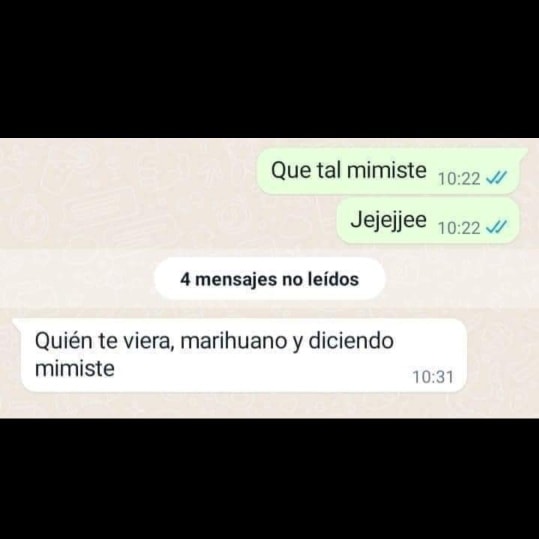 Que tal mimiste 10:22
Jejejjee 10:22
4 mensajes no leídos
Quién te viera, marihuano y diciendo
mimiste
10:31